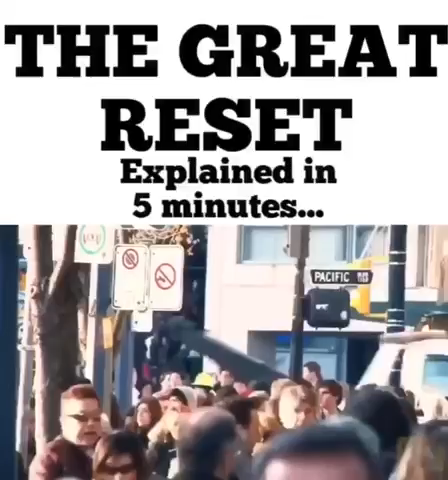 THE GREAT
RESET
Explained in
5 minutes...
PACIFIC